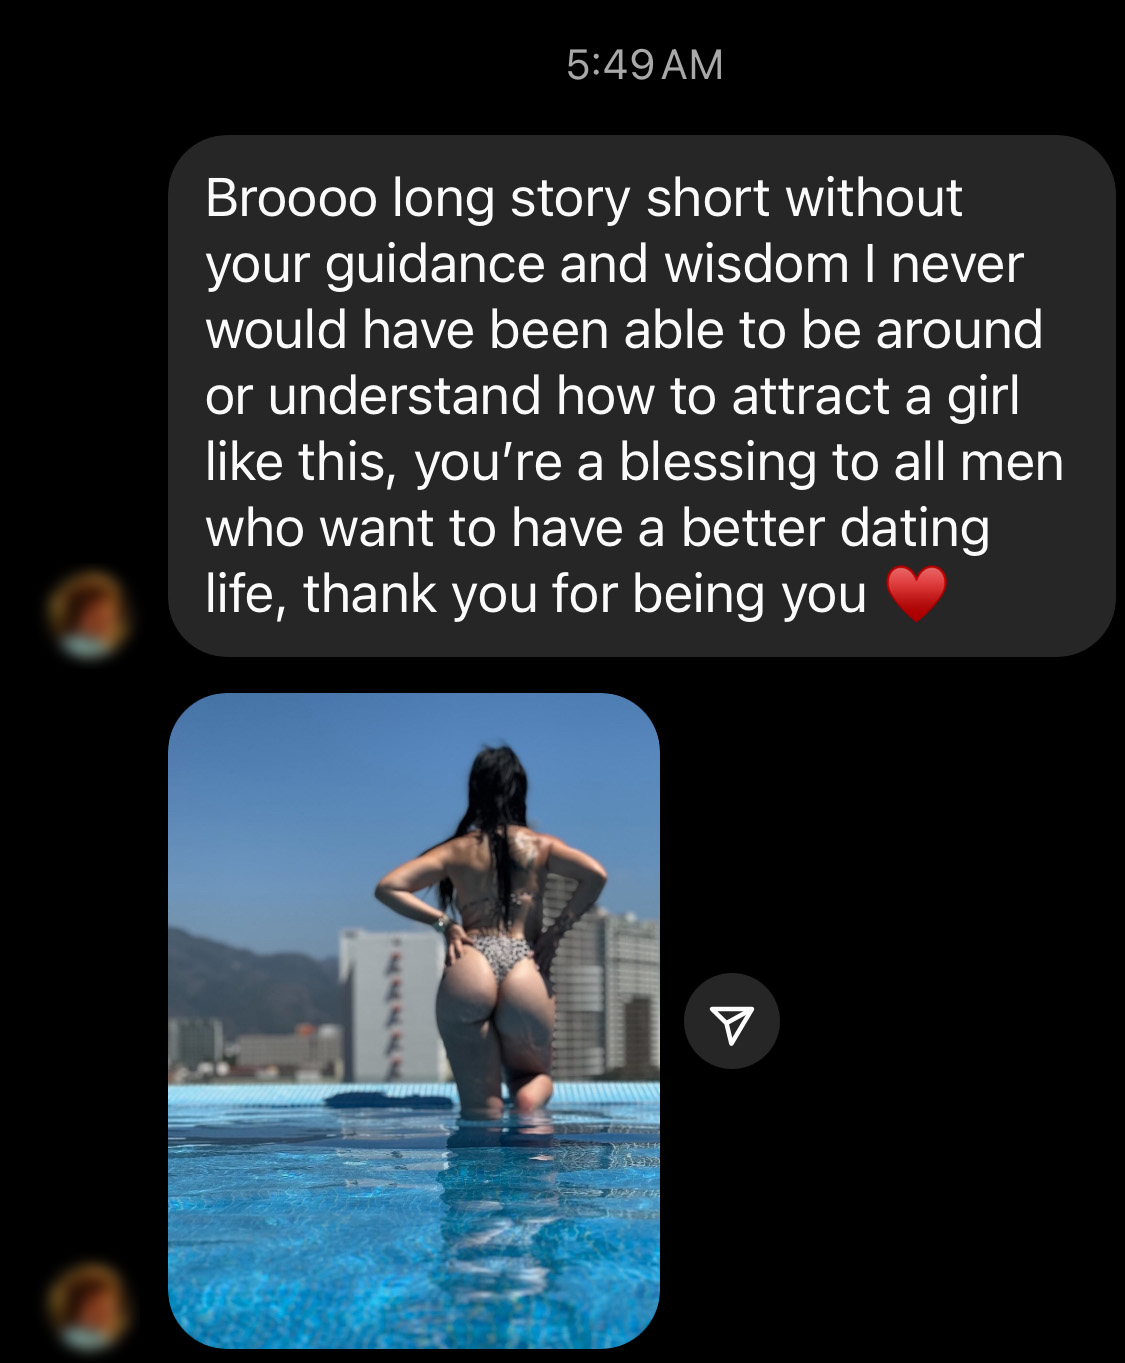 5:49 AM
Broooo long story short without
your guidance and wisdom I never
would have been able to be around
or understand how to attract a girl
like this, you’re a blessing to all men
who want to have a better dating
life, thank you for being you ❤️